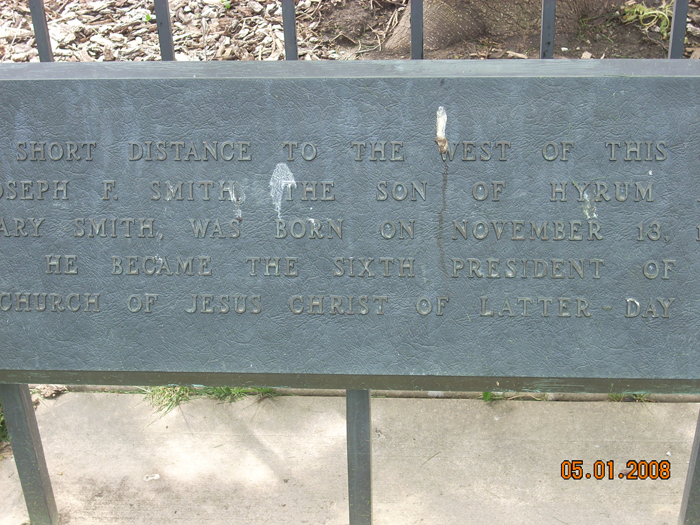 SHORT DISTANCE TO THE WEST OF THIS
OSEPH F. SMITH, THE SON OF HYRUM
ARY SMITH, WAS BORN ON NOVEMBER 13, 1
HE BECAME THE SIXTH PRESIDENT OF
CHURCH OF JESUS CHRIST OF LATTER-DAY
05.01.2008